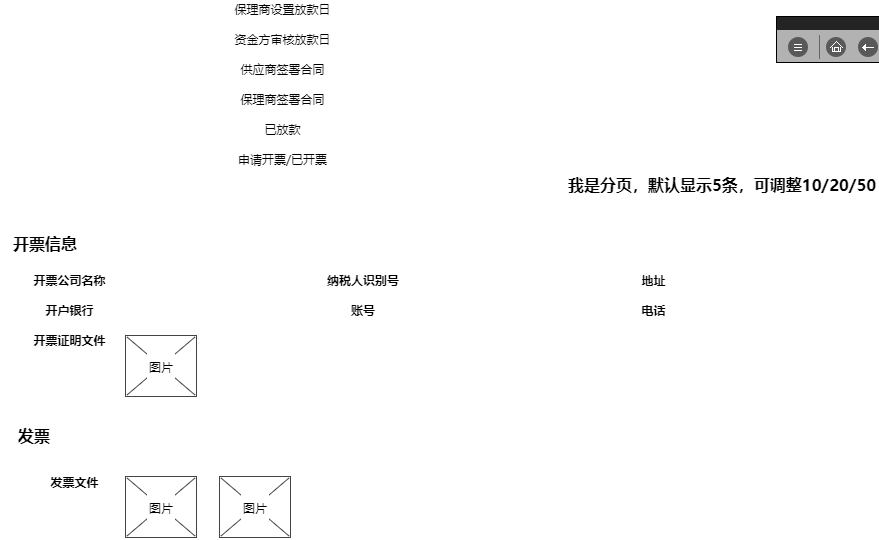 保理商设置放款日
资金方审核放款日
供应商签署合同
保理商签署合同
已放款
申请开票/已开票
我是分页，默认显示5条，可调整10/20/50
开票信息
开票公司名称 纳税人识别号 地址
开户银行 账号 电话
开票证明文件 图片
发票
发票文件 图片 图片